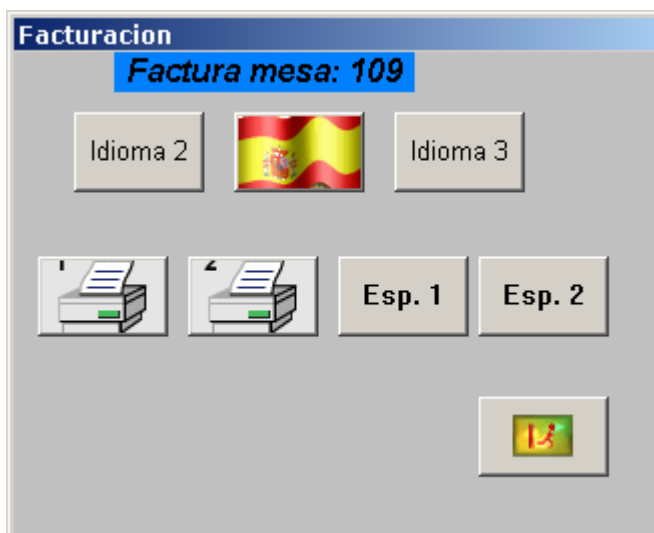 Facturacion
Factura mesa: 109
Idioma 2
Idioma 3
1
2
Esp. 1
Esp. 2